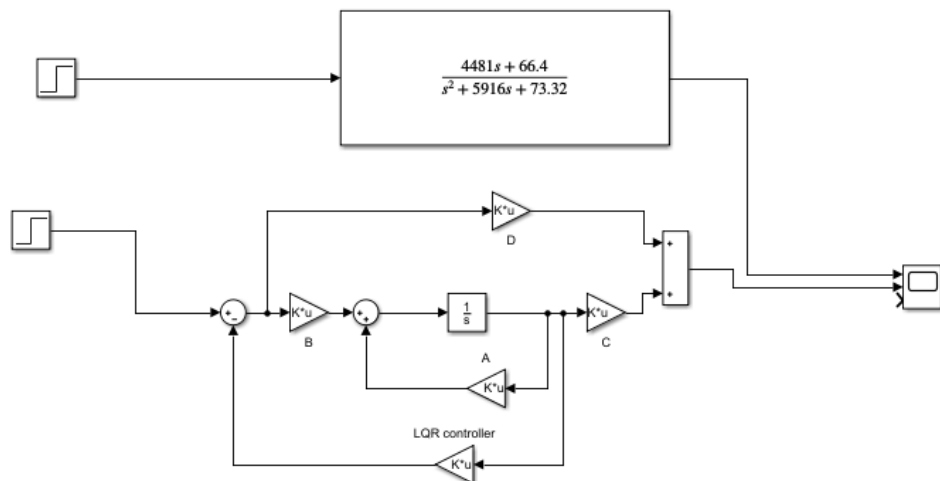 4481s + 66.4
s² + 5916s + 73.32
K*u
D
+
+
+
−
K*u
B
+
+
1
s
K*u
C
A
K*u
LQR controller
K*u